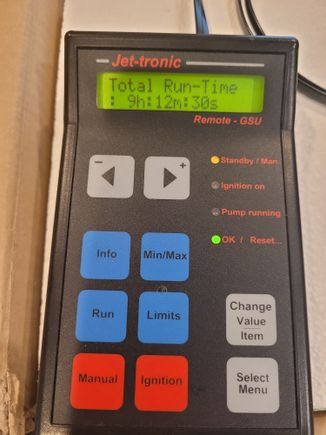 Jet-tronic
Total Run-Time
: 9h:12m:30s
Remote - GSU
- +
Standby / Man.
Ignition on
Pump running
OK / Reset...
Info
Min/Max
Run
Limits
Change
Value
Item
Manual
Ignition
Select
Menu